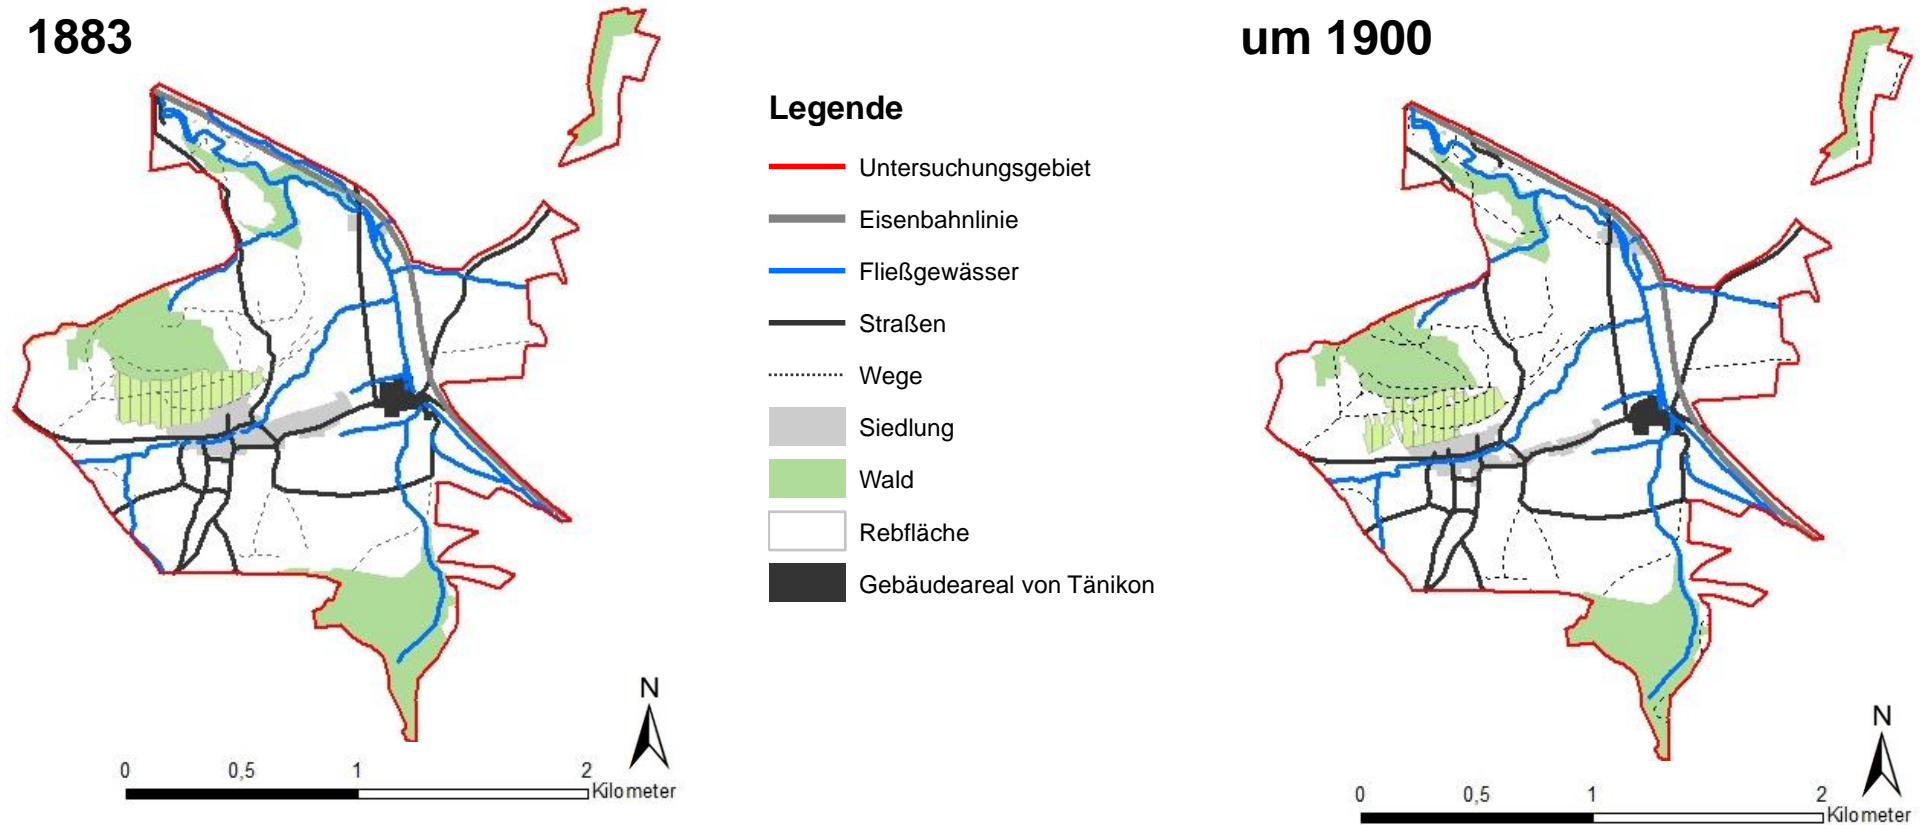 1883
um 1900
Legende
Untersuchungsgebiet
Eisenbahnlinie
Fließgewässer
Straßen
Wege
Siedlung
Wald
Rebfläche
Gebäudeareal von Tänikon
N
0 0,5 1 2
Kilometer
N
0 0,5 1 2
Kilometer